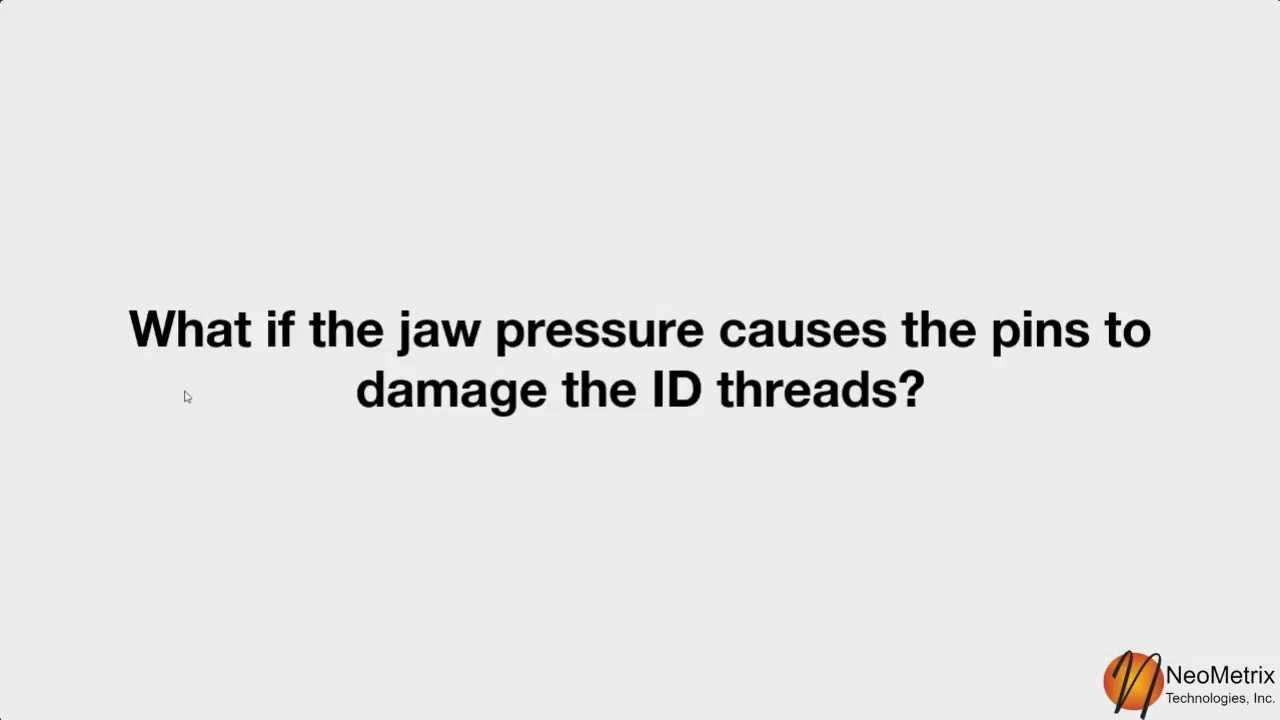 What if the jaw pressure causes the pins to
damage the ID threads?
NeoMetrix
Technologies, Inc.